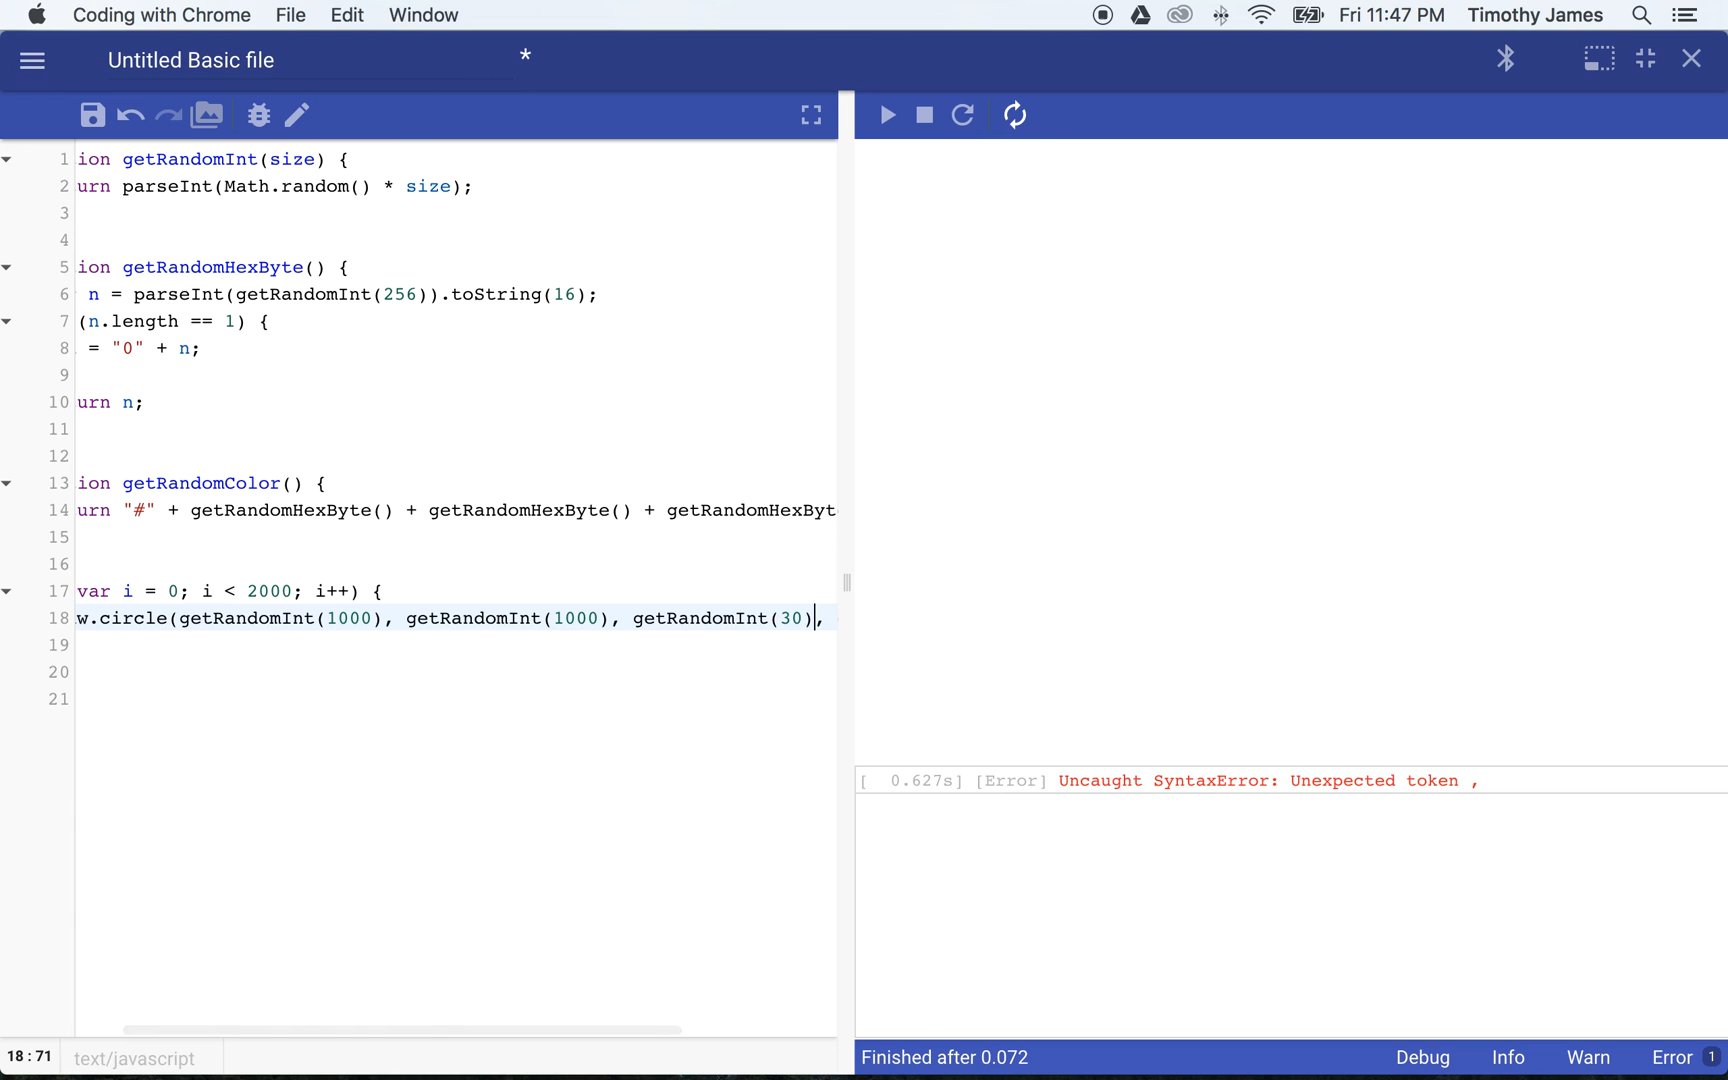 Coding with Chrome File Edit Window Fri 11:47 PM Timothy James
Untitled Basic file *
1 ion getRandomInt(size) {
2 urn parseInt(Math.random() * size);
3
4
5 ion getRandomHexByte() {
6 n = parseInt(getRandomInt(256)).toString(16);
7 (n.length == 1) {
8 = "0" + n;
9
10 urn n;
11
12
13 ion getRandomColor() {
14 urn "#" + getRandomHexByte() + getRandomHexByte() + getRandomHexByt
15
16
17 var i = 0; i < 2000; i++) {
18 w.circle(getRandomInt(1000), getRandomInt(1000), getRandomInt(30),
19
20
21
[ 0.627s] [Error] Uncaught SyntaxError: Unexpected token ,
18:71 text/javascript
Finished after 0.072 Debug Info Warn Error 1